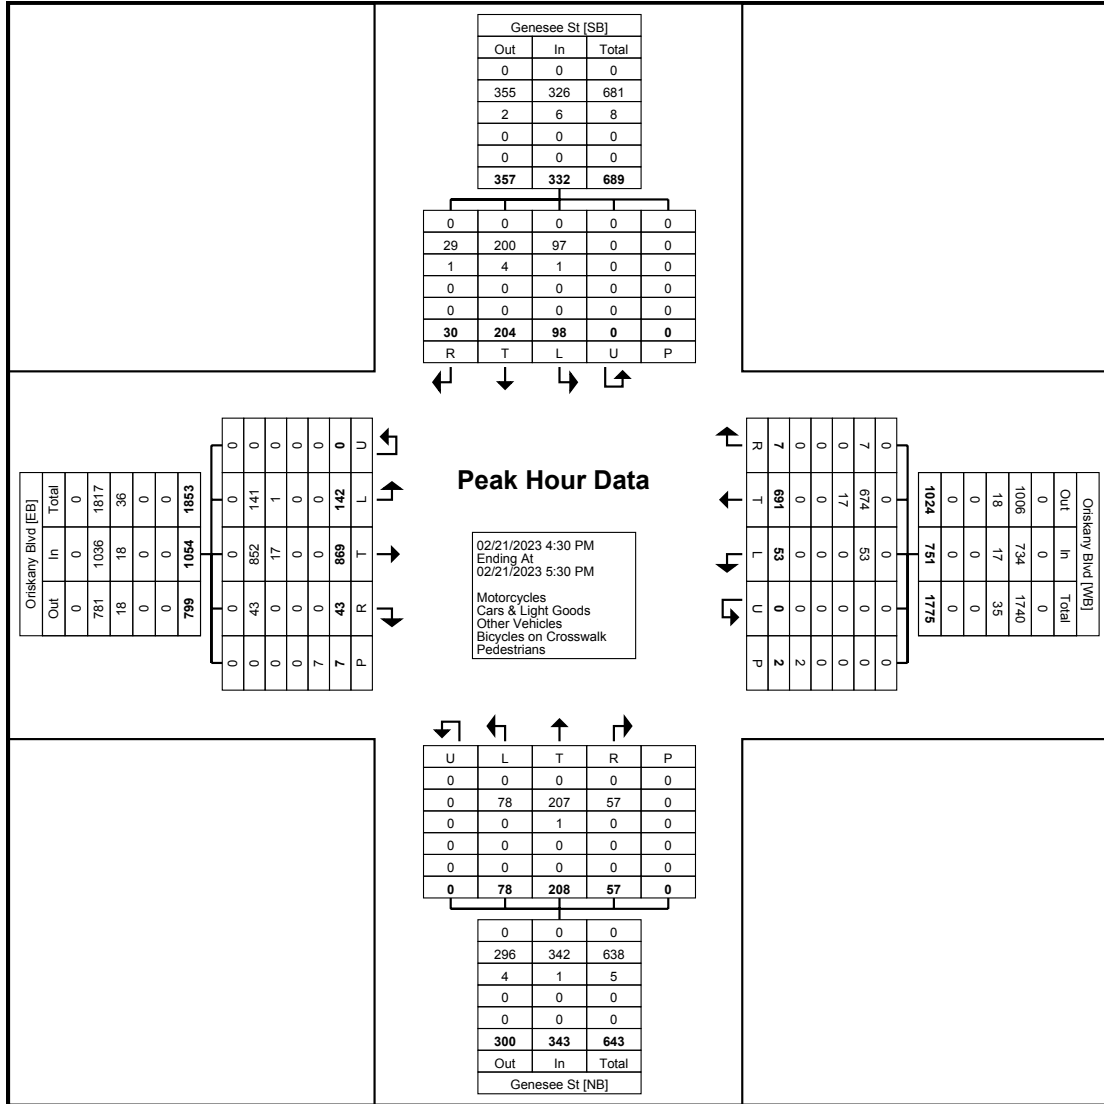 Genesee St [SB]
Out In Total
0 0 0
355 326 681
2 6 8
0 0 0
0 0 0
357 332 689
0 0 0 0 0
29 200 97 0 0
1 4 1 0 0
0 0 0 0 0
0 0 0 0 0
30 204 98 0 0
R T L U P
Oriskany Blvd [EB]
Total In Out
0 0 0
1817 1036 781
36 18 18
0 0 0
0 0 0
1853 1054 799
0 0 0 0 0
0 141 852 43 0
0 1 17 0 0
0 0 0 0 0
0 0 0 0 7
0 142 869 43 7
U L T R P
Peak Hour Data
02/21/2023 4:30 PM
Ending At
02/21/2023 5:30 PM
Motorcycles
Cars & Light Goods
Other Vehicles
Bicycles on Crosswalk
Pedestrians
Oriskany Blvd [WB]
Out In Total
0 0 0
1006 734 1740
18 17 35
0 0 0
0 0 0
1024 751 1775
0 0 0 0 0
7 674 53 0 0
0 17 0 0 0
0 0 0 0 0
0 0 0 0 2
7 691 53 0 2
R T L U P
U L T R P
0 0 0 0 0
0 78 207 57 0
0 0 1 0 0
0 0 0 0 0
0 0 0 0 0
0 78 208 57 0
0 0 0
296 342 638
4 1 5
0 0 0
0 0 0
300 343 643
Out In Total
Genesee St [NB]